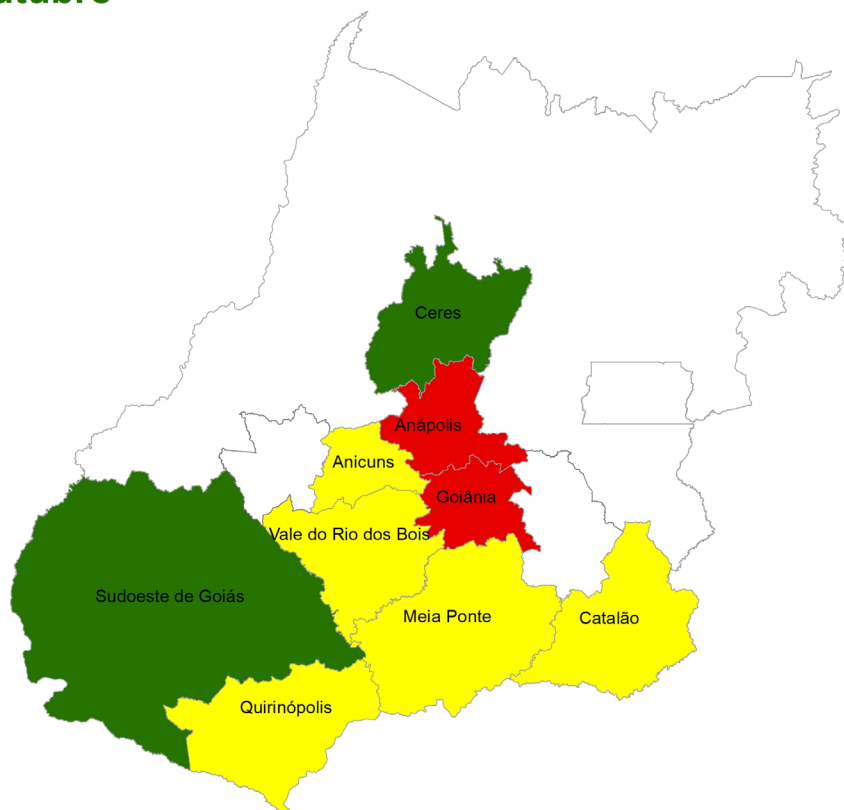 Ceres
Anápolis
Anicuns
Goiânia
Vale do Rio dos Bois
Sudoeste de Goiás
Meia Ponte
Catalão
Quirinópolis